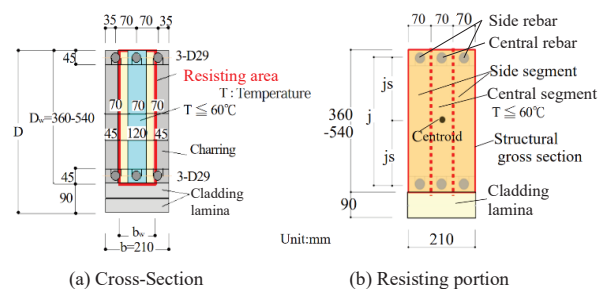 35 70 70 35
45
3-D29
Resisting area
T : Temperature
T ≦ 60℃
70 70 70
45 120 45
D
Dw=360-540
Charring
3-D29
45
90
Cladding
lamina
bw
b=210
Unit:mm
(a) Cross-Section
70 70 70
Side rebar
Central rebar
Side segment
Central segment
T ≦ 60℃
js
j
360
-540
Centroid
Structural
gross section
js
Cladding
lamina
90
210
(b) Resisting portion